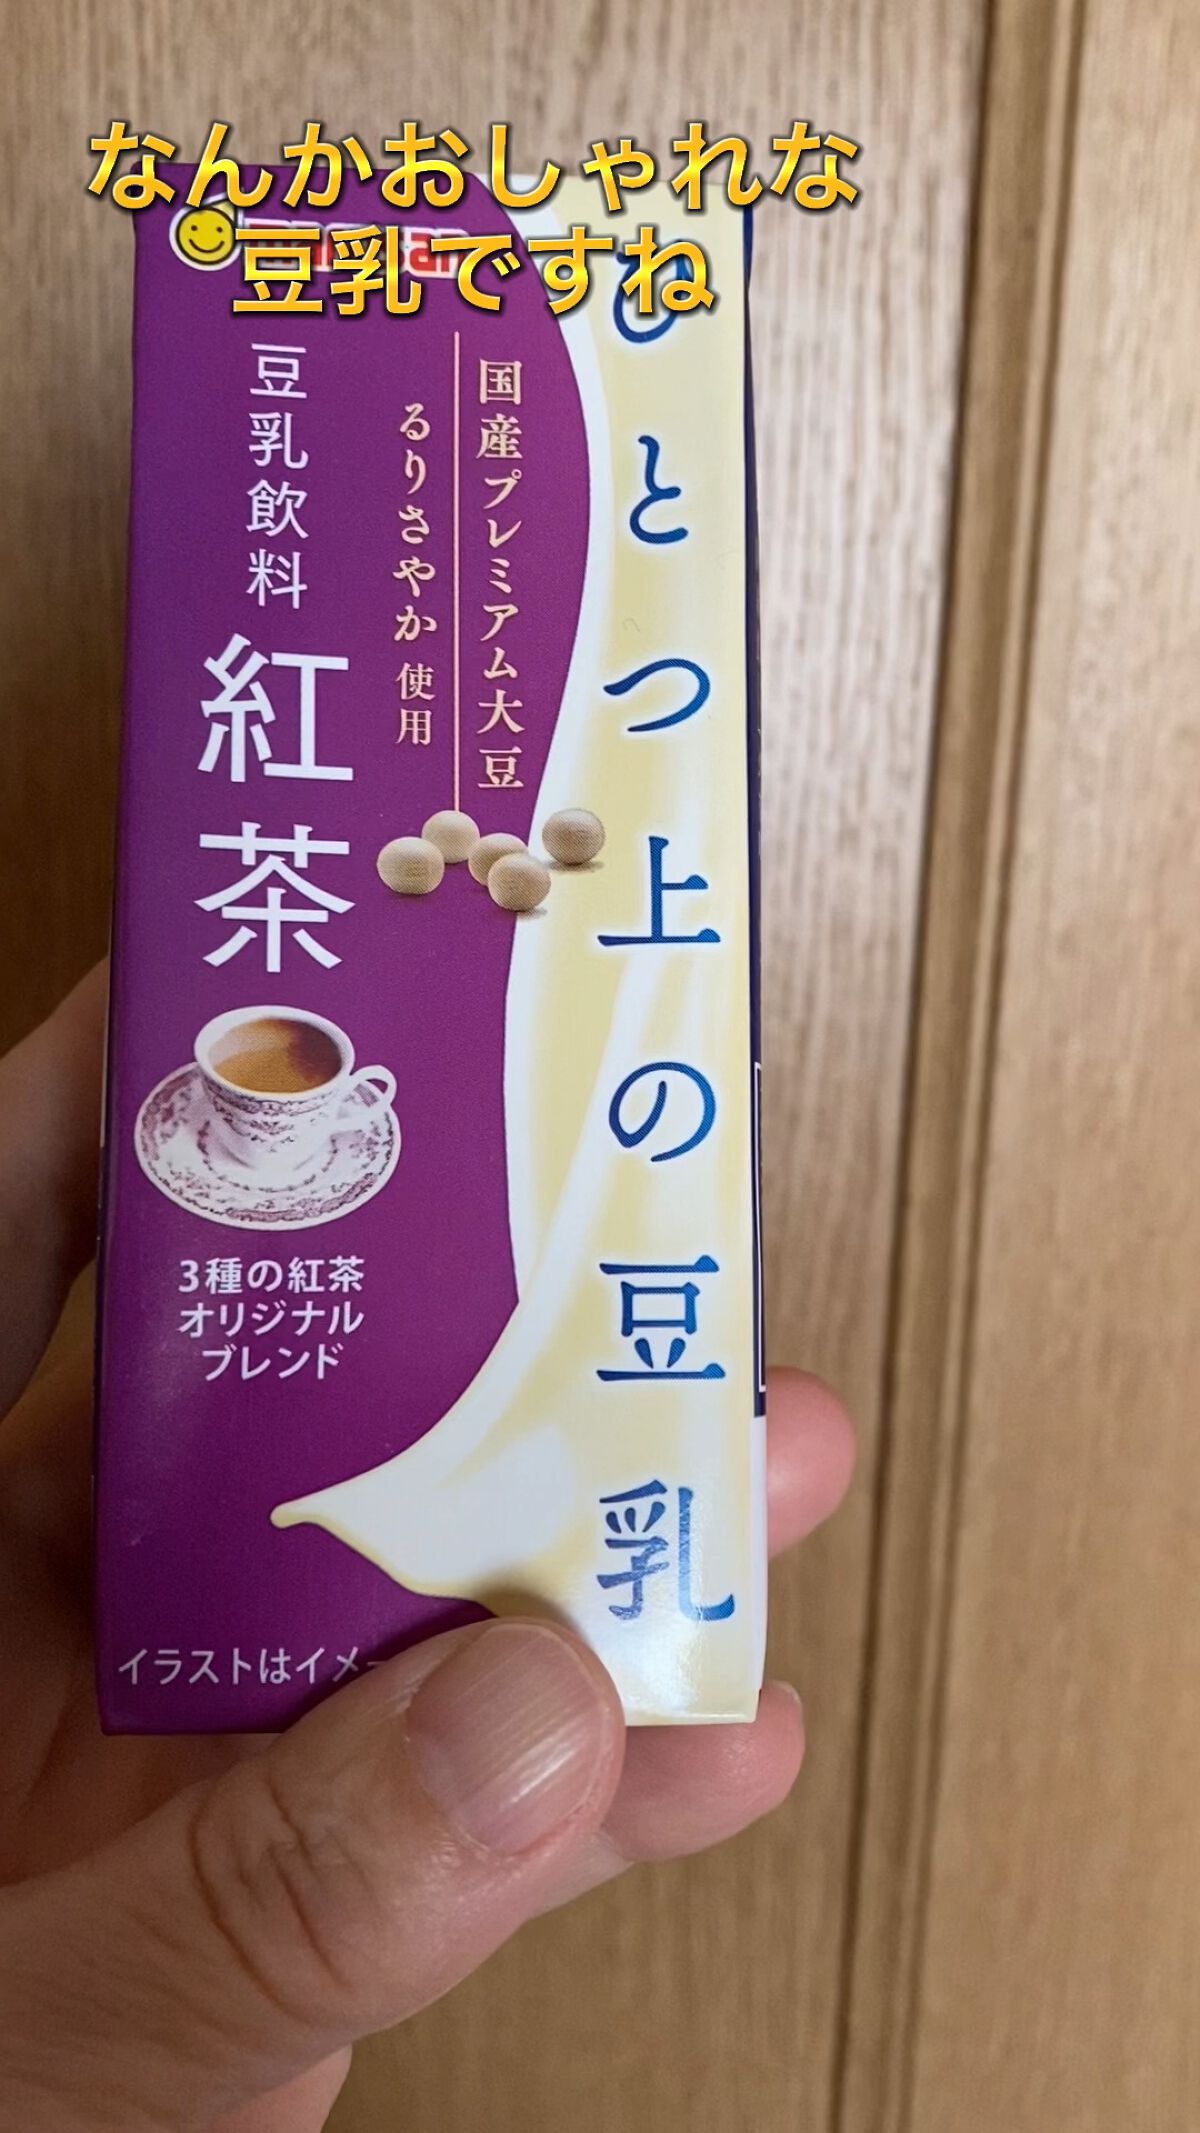 なんかおしゃれな
豆乳ですね
ひとつ上の豆乳
国産プレミアム大豆
るりさやか使用
豆乳飲料
紅茶
3種の紅茶
オリジナル
ブレンド
イラストはイメー